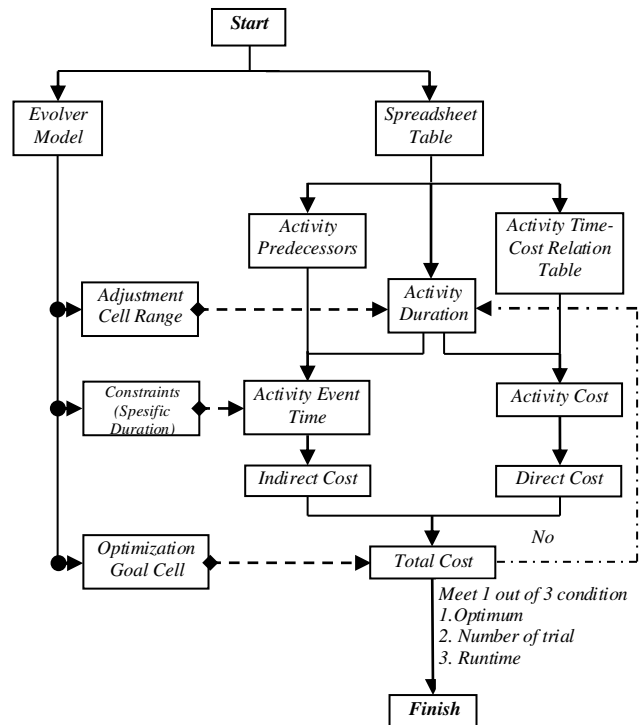 Start
Evolver
Model
Spreadsheet
Table
Activity
Predecessors
Activity Time-
Cost Relation
Table
Adjustment
Cell Range
Activity
Duration
Constraints
(Spesific
Duration)
Activity Event
Time
Activity Cost
Indirect Cost
Direct Cost
No
Optimization
Goal Cell
Total Cost
Meet 1 out of 3 condition
1.Optimum
2. Number of trial
3. Runtime
Finish